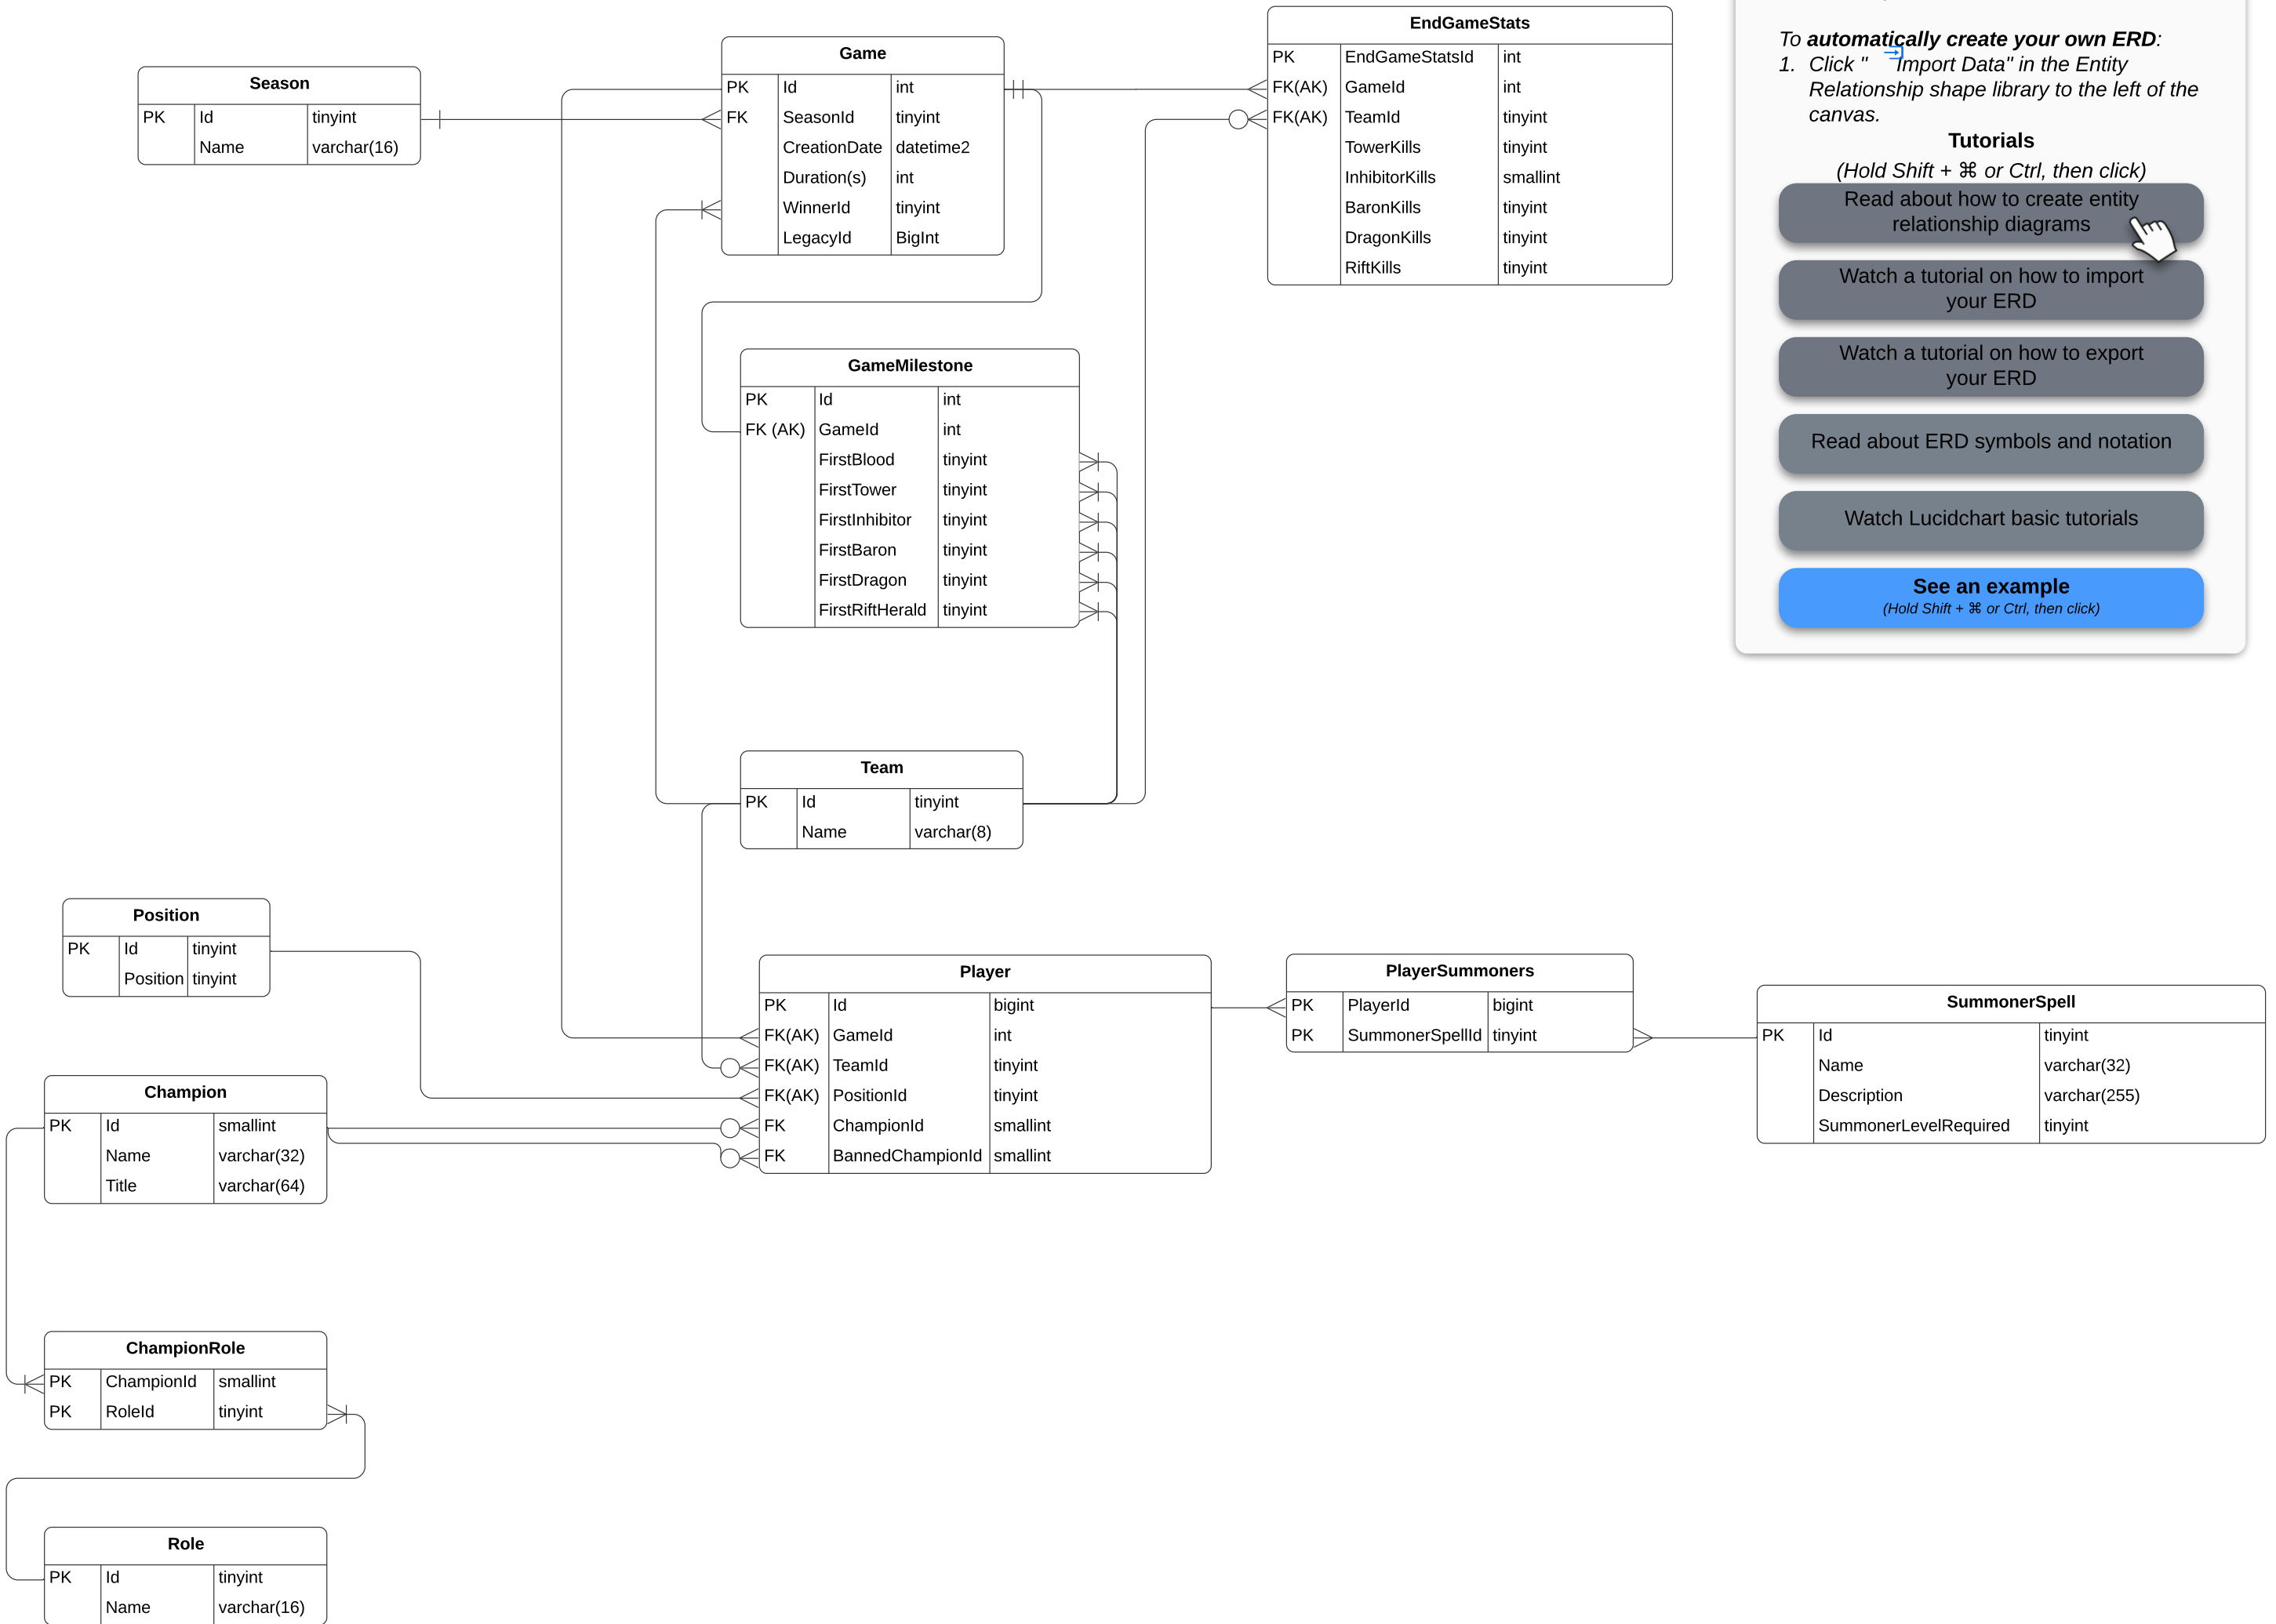 Season
PK Id tinyint
Name varchar(16)
Game
PK Id int
FK SeasonId tinyint
CreationDate datetime2
Duration(s) int
WinnerId tinyint
LegacyId BigInt
EndGameStats
PK EndGameStatsId int
FK(AK) GameId int
FK(AK) TeamId tinyint
TowerKills tinyint
InhibitorKills smallint
BaronKills tinyint
DragonKills tinyint
RiftKills tinyint
To automatically create your own ERD:
1. Click " Import Data" in the Entity
Relationship shape library to the left of the
canvas.
Tutorials
(Hold Shift + ⌘ or Ctrl, then click)
Read about how to create entity
relationship diagrams
Watch a tutorial on how to import
your ERD
Watch a tutorial on how to export
your ERD
Read about ERD symbols and notation
Watch Lucidchart basic tutorials
See an example
(Hold Shift + ⌘ or Ctrl, then click)
GameMilestone
PK Id int
FK (AK) GameId int
FirstBlood tinyint
FirstTower tinyint
FirstInhibitor tinyint
FirstBaron tinyint
FirstDragon tinyint
FirstRiftHerald tinyint
Team
PK Id tinyint
Name varchar(8)
Position
PK Id tinyint
Position tinyint
Player
PK Id bigint
FK(AK) GameId int
FK(AK) TeamId tinyint
FK(AK) PositionId tinyint
FK ChampionId smallint
FK BannedChampionId smallint
PlayerSummoners
PK PlayerId bigint
PK SummonerSpellId tinyint
SummonerSpell
PK Id tinyint
Name varchar(32)
Description varchar(255)
SummonerLevelRequired tinyint
Champion
PK Id smallint
Name varchar(32)
Title varchar(64)
ChampionRole
PK ChampionId smallint
PK RoleId tinyint
Role
PK Id tinyint
Name varchar(16)